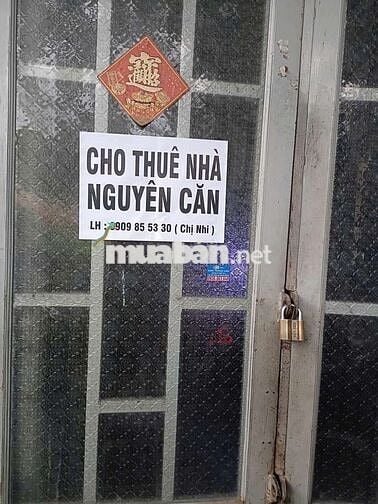 CHO THUÊ NHÀ
NGUYÊN CĂN
LH : 0909 85 53 30 ( Chị Nhi )
muaban.net